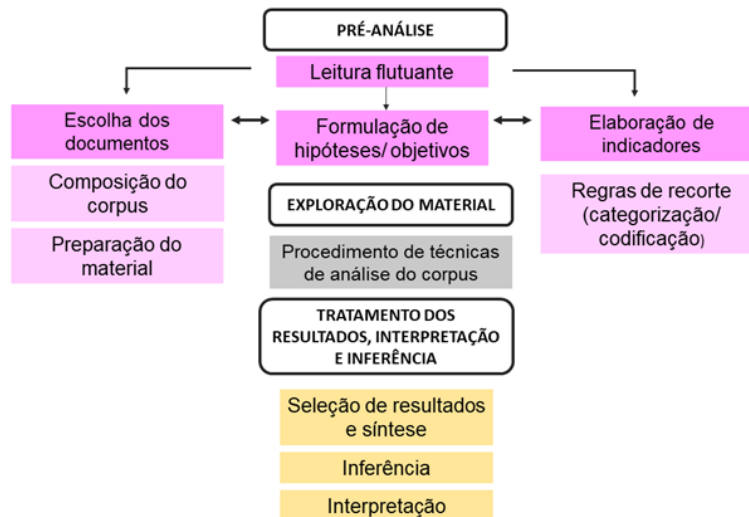 PRÉ-ANÁLISE
Leitura flutuante
Escolha dos
documentos
Formulação de
hipóteses/ objetivos
Elaboração de
indicadores
Composição do
corpus
Preparação do
material
Regras de recorte
(categorização/
codificação)
EXPLORAÇÃO DO MATERIAL
Procedimento de técnicas
de análise do corpus
TRATAMENTO DOS
RESULTADOS, INTERPRETAÇÃO
E INFERÊNCIA
Seleção de resultados
e síntese
Inferência
Interpretação